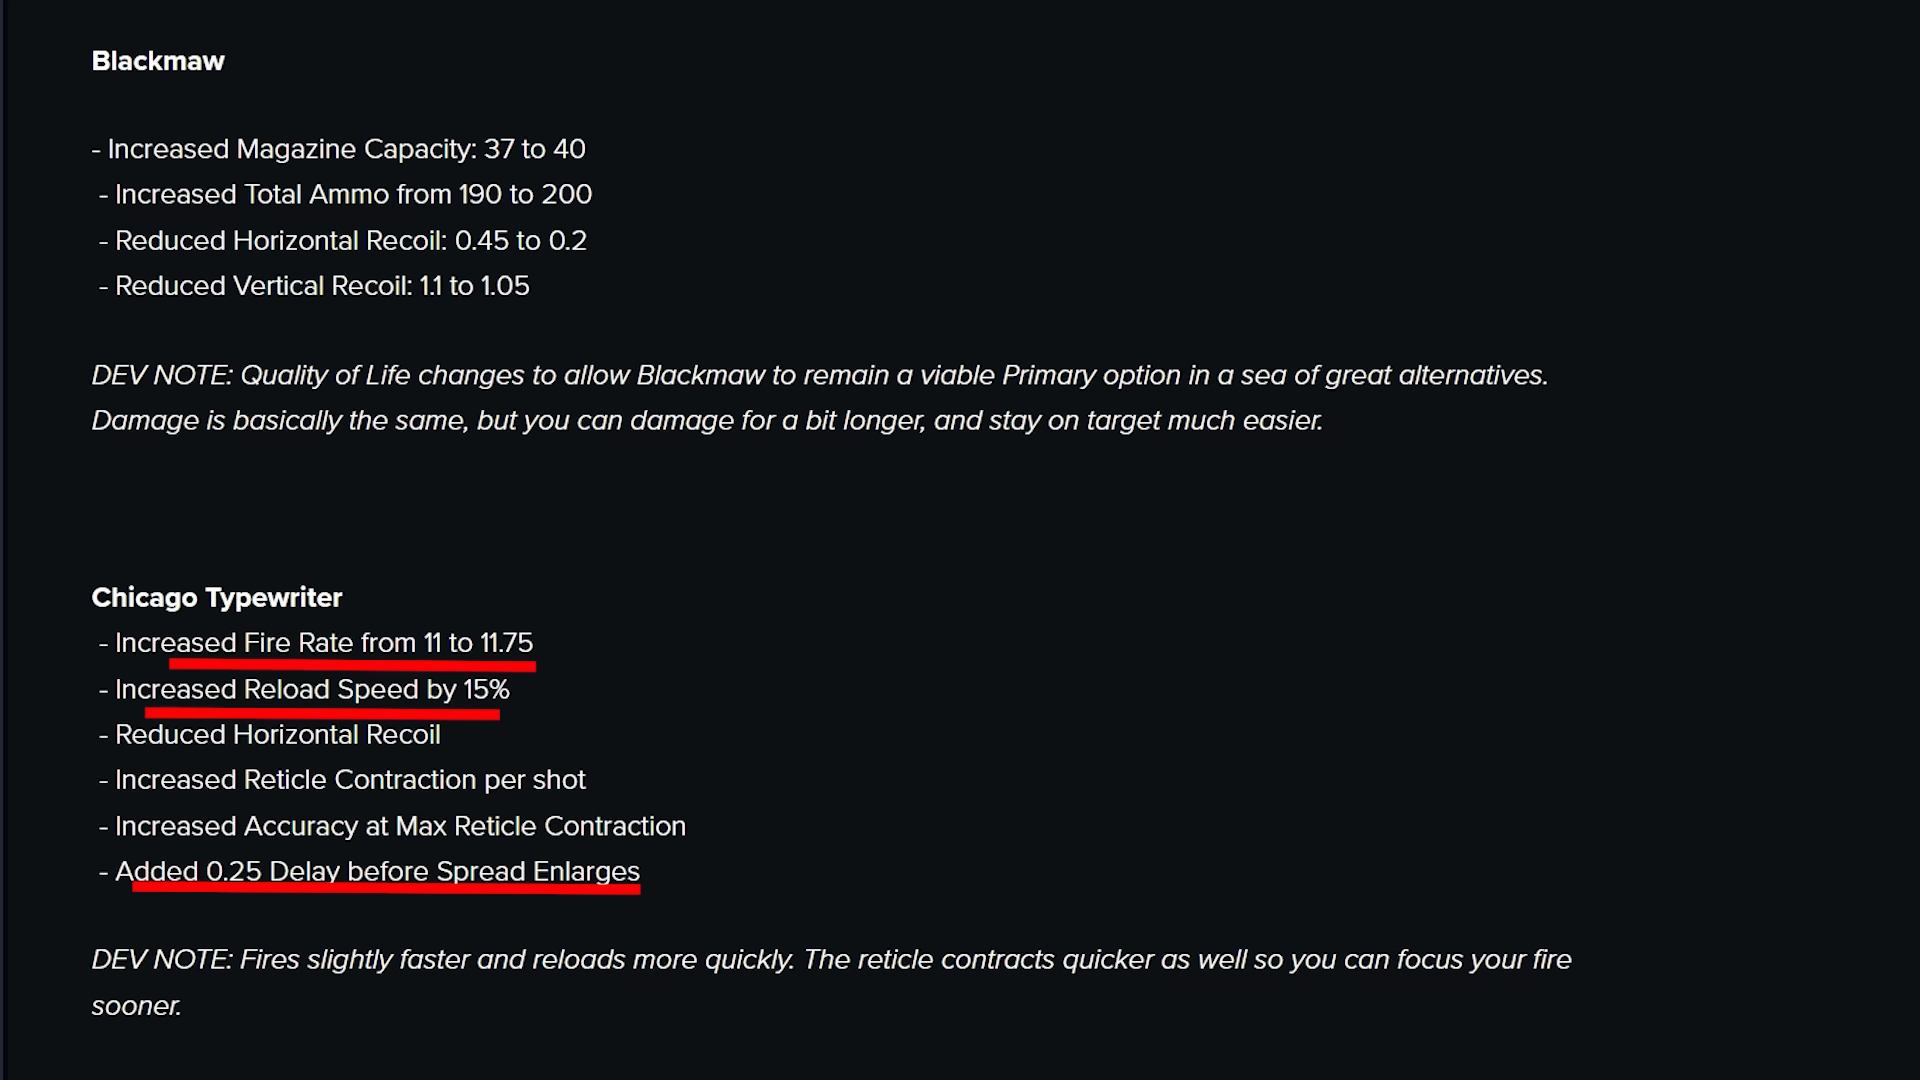 Blackmaw
- Increased Magazine Capacity: 37 to 40
- Increased Total Ammo from 190 to 200
- Reduced Horizontal Recoil: 0.45 to 0.2
- Reduced Vertical Recoil: 1.1 to 1.05
DEV NOTE: Quality of Life changes to allow Blackmaw to remain a viable Primary option in a sea of great alternatives.
Damage is basically the same, but you can damage for a bit longer, and stay on target much easier.
Chicago Typewriter
- Increased Fire Rate from 11 to 11.75
- Increased Reload Speed by 15%
- Reduced Horizontal Recoil
- Increased Reticle Contraction per shot
- Increased Accuracy at Max Reticle Contraction
- Added 0.25 Delay before Spread Enlarges
DEV NOTE: Fires slightly faster and reloads more quickly. The reticle contracts quicker as well so you can focus your fire
sooner.